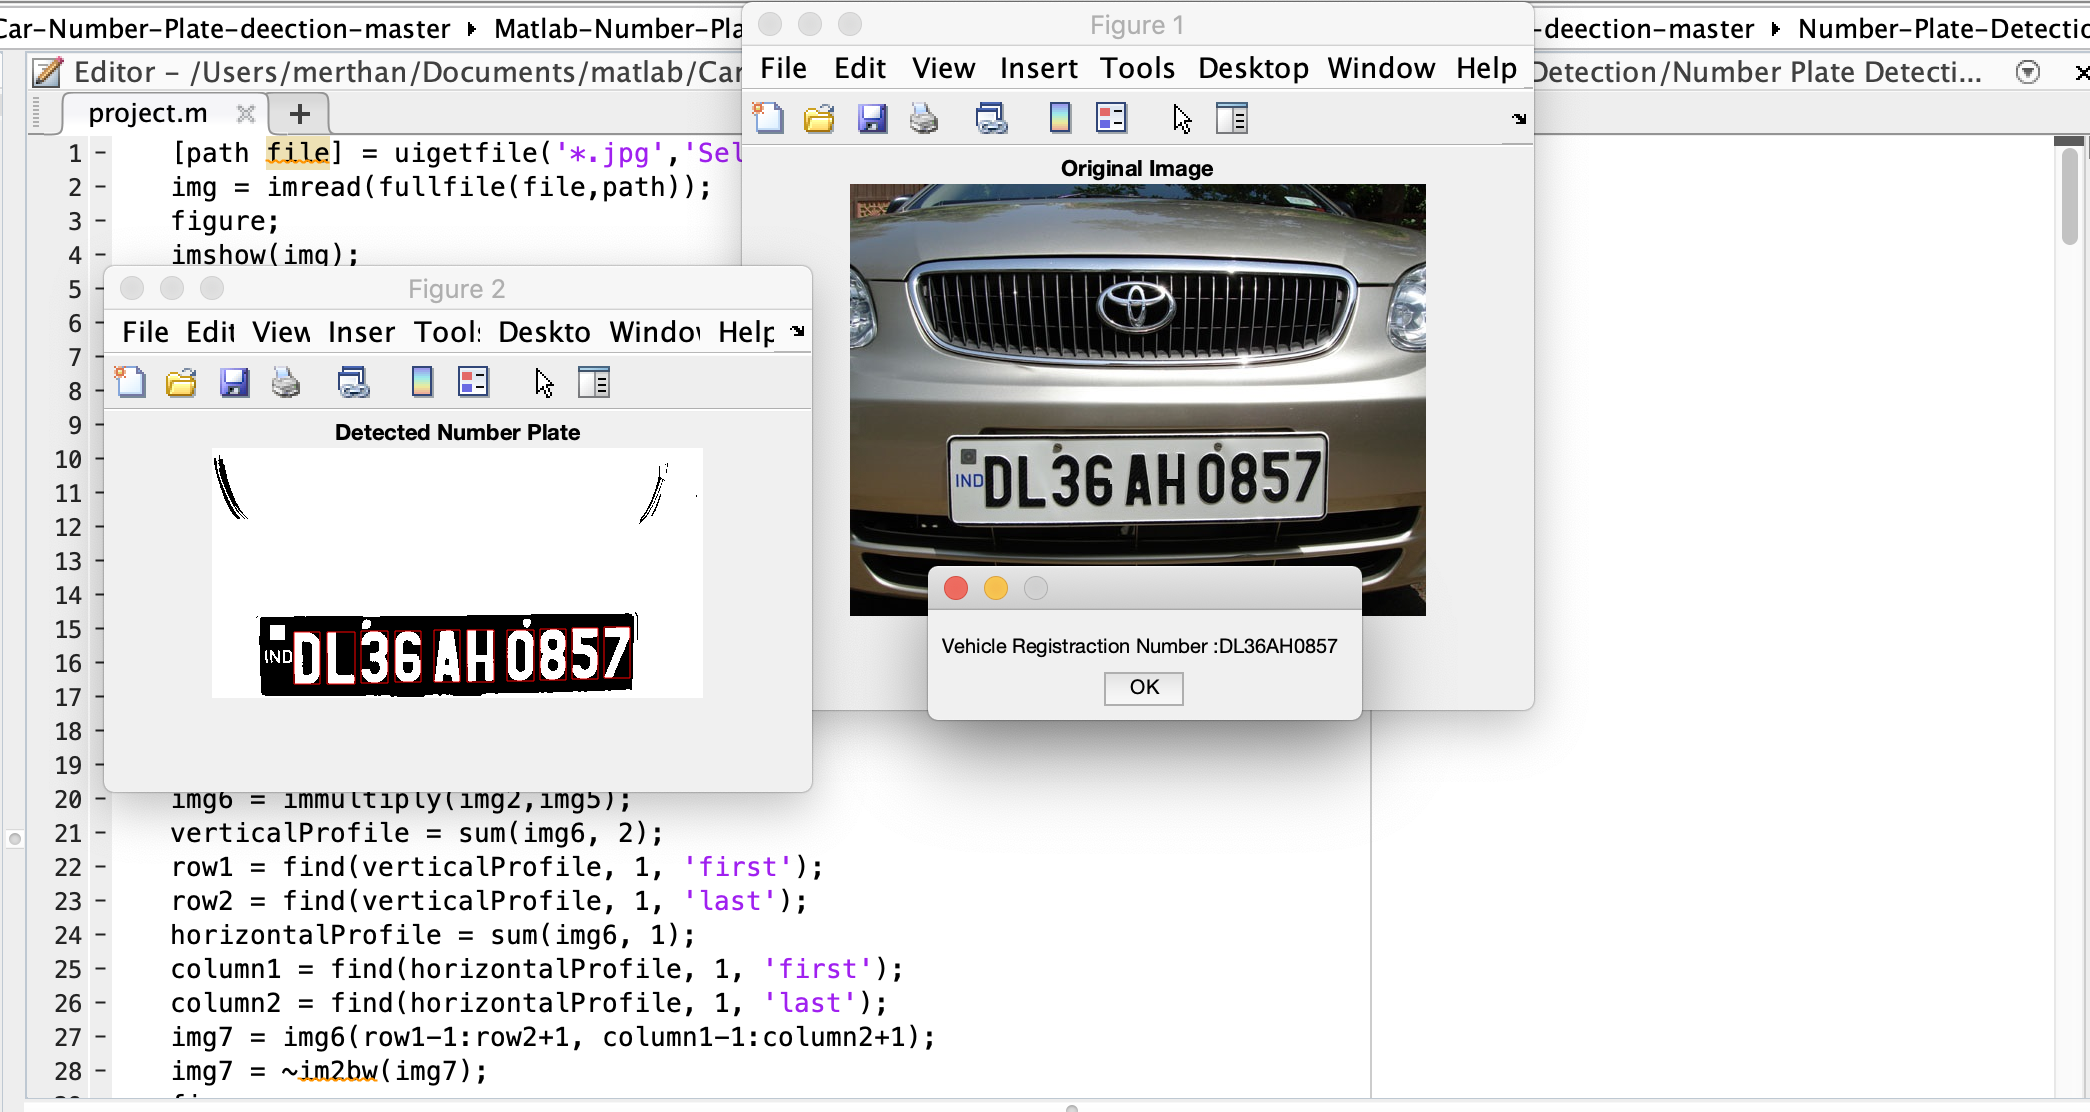 Car-Number-Plate-deection-master ▸ Matlab-Number-Pla
-deection-master ▸ Number-Plate-Detectio
Editor – /Users/merthan/Documents/matlab/Car
Detection/Number Plate Detecti...
project.m
+
1 – [path file] = uigetfile('*.jpg','Sel
2 – img = imread(fullfile(file,path));
3 – figure;
4 – imshow(img);
5 –
6 –
7 –
8 –
9 –
10 –
11 –
12 –
13 –
14 –
15 –
16 –
17 –
18 –
19 –
20 – img6 = immultiply(img2,img5);
21 – verticalProfile = sum(img6, 2);
22 – row1 = find(verticalProfile, 1, 'first');
23 – row2 = find(verticalProfile, 1, 'last');
24 – horizontalProfile = sum(img6, 1);
25 – column1 = find(horizontalProfile, 1, 'first');
26 – column2 = find(horizontalProfile, 1, 'last');
27 – img7 = img6(row1-1:row2+1, column1-1:column2+1);
28 – img7 = ~im2bw(img7);
Figure 1
File Edit View Insert Tools Desktop Window Help
Original Image
IND DL36 AH 0857
Figure 2
File Edit View Inser Tools Deskto Window Help
Detected Number Plate
IND DL36 AH 0857
Vehicle Registraction Number :DL36AH0857
OK